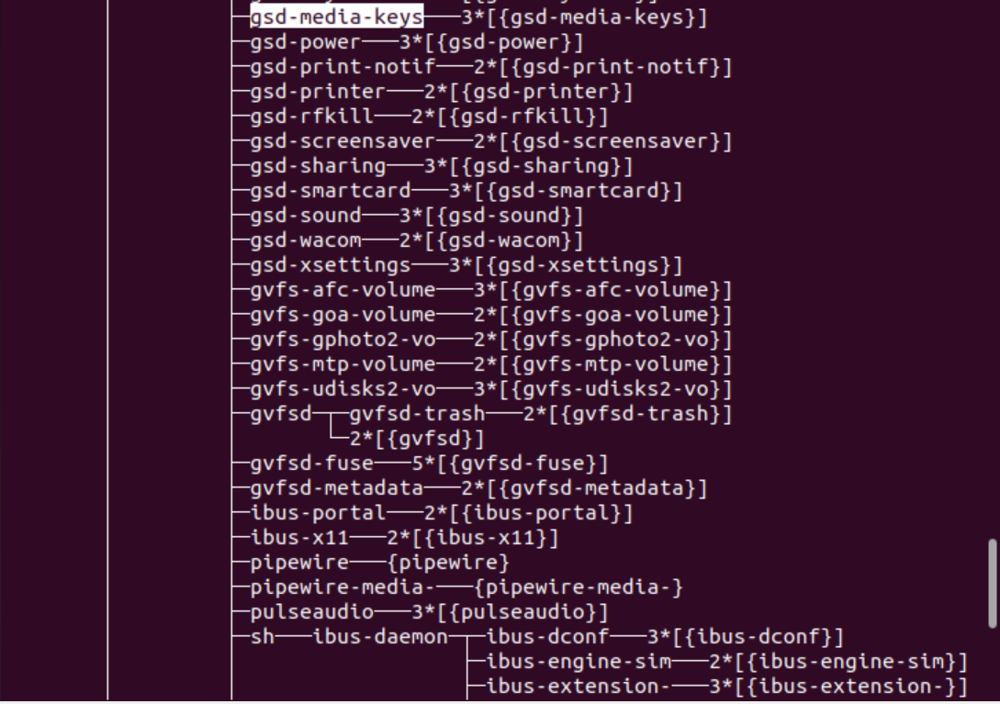 ├─gsd-media-keys───3*[{gsd-media-keys}]
├─gsd-power───3*[{gsd-power}]
├─gsd-print-notif───2*[{gsd-print-notif}]
├─gsd-printer───2*[{gsd-printer}]
├─gsd-rfkill───2*[{gsd-rfkill}]
├─gsd-screensaver───2*[{gsd-screensaver}]
├─gsd-sharing───3*[{gsd-sharing}]
├─gsd-smartcard───3*[{gsd-smartcard}]
├─gsd-sound───3*[{gsd-sound}]
├─gsd-wacom───2*[{gsd-wacom}]
├─gsd-xsettings───3*[{gsd-xsettings}]
├─gvfs-afc-volume───3*[{gvfs-afc-volume}]
├─gvfs-goa-volume───2*[{gvfs-goa-volume}]
├─gvfs-gphoto2-vo───2*[{gvfs-gphoto2-vo}]
├─gvfs-mtp-volume───2*[{gvfs-mtp-volume}]
├─gvfs-udisks2-vo───3*[{gvfs-udisks2-vo}]
├─gvfsd─┬─gvfsd-trash───2*[{gvfsd-trash}]
│       └─2*[{gvfsd}]
├─gvfsd-fuse───5*[{gvfsd-fuse}]
├─gvfsd-metadata───2*[{gvfsd-metadata}]
├─ibus-portal───2*[{ibus-portal}]
├─ibus-x11───2*[{ibus-x11}]
├─pipewire───{pipewire}
├─pipewire-media-───{pipewire-media-}
├─pulseaudio───3*[{pulseaudio}]
├─sh───ibus-daemon─┬─ibus-dconf───3*[{ibus-dconf}]
│                  ├─ibus-engine-sim───2*[{ibus-engine-sim}]
│                  ├─ibus-extension-───3*[{ibus-extension-}]